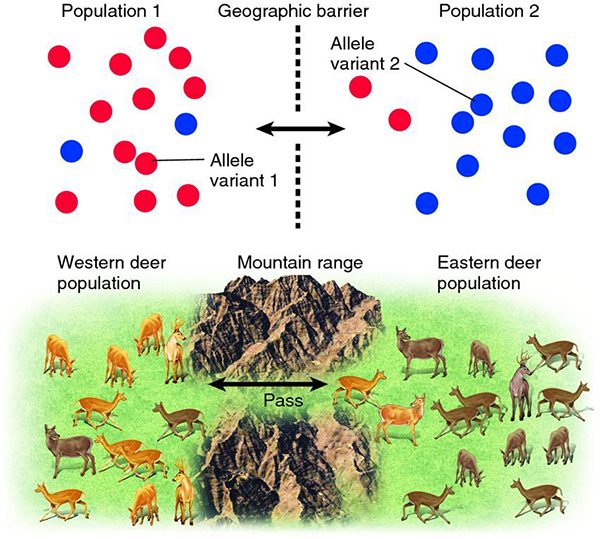 Population 1
Geographic barrier
Population 2
Allele
variant 2
Allele
variant 1
Western deer
population
Mountain range
Eastern deer
population
Pass